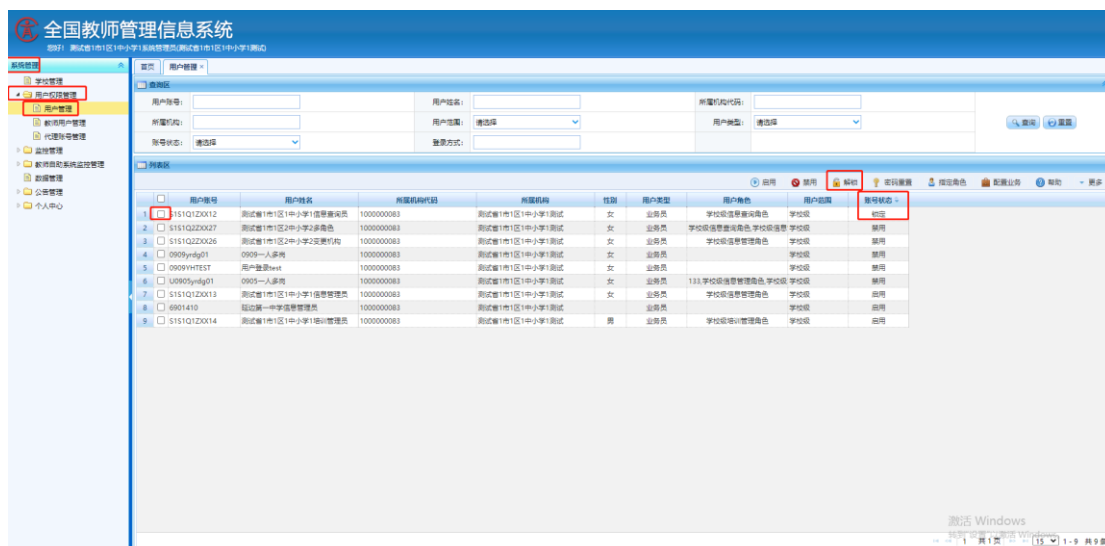 全国教师管理信息系统
您好! 测试省1市1区1中小学1系统管理员(测试省1市1区1中小学1测试)
系统管理
首页 用户管理 ×
学校管理
用户权限管理
用户管理
教师用户管理
代理账号管理
监控管理
教师自助系统监控管理
数据管理
公告管理
个人中心
查询区
用户账号: 用户姓名: 所属机构代码:
所属机构: 用户范围: 请选择 用户类型: 请选择 查询 重置
账号状态: 请选择 登录方式:
列表区
启用 禁用 解锁 密码重置 指定角色 配置业务 帮助 更多
用户账号 用户姓名 所属机构代码 所属机构 性别 用户类型 用户角色 用户范围 账号状态
1 S1S1Q1ZXX12 测试省1市1区1中小学1信息查询员 1000000083 测试省1市1区1中小学1测试 女 业务员 学校级信息查询角色 学校级 锁定
2 S1S1Q2ZXX27 测试省1市1区2中小学2多角色 1000000083 测试省1市1区1中小学1测试 女 业务员 学校级信息查询角色,学校级信息 学校级 禁用
3 S1S1Q2ZXX26 测试省1市1区2中小学2变更机构 1000000083 测试省1市1区1中小学1测试 女 业务员 学校级信息管理角色 学校级 禁用
4 0909yrdg01 0909一人多岗 1000000083 测试省1市1区1中小学1测试 女 业务员 学校级 禁用
5 0909YHTEST 用户登录test 1000000083 测试省1市1区1中小学1测试 女 业务员 学校级 禁用
6 U0905yrdg01 0905一人多岗 1000000083 测试省1市1区1中小学1测试 女 业务员 133,学校级信息管理角色,学校级 学校级 禁用
7 S1S1Q1ZXX13 测试省1市1区1中小学1信息管理员 1000000083 测试省1市1区1中小学1测试 女 业务员 学校级信息管理角色 学校级 启用
8 6901410 延边第一中学信息管理员 1000000083 测试省1市1区1中小学1测试 业务员 学校级 启用
9 S1S1Q1ZXX14 测试省1市1区1中小学1培训管理员 1000000083 测试省1市1区1中小学1测试 男 业务员 学校级培训管理角色 学校级 启用
激活 Windows
1 共1页 15 1 - 9 共9条